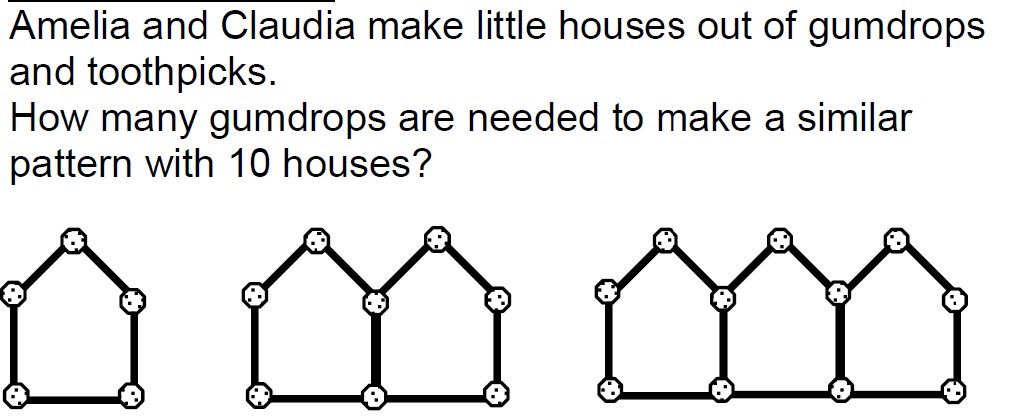 Amelia and Claudia make little houses out of gumdrops
and toothpicks.
How many gumdrops are needed to make a similar
pattern with 10 houses?